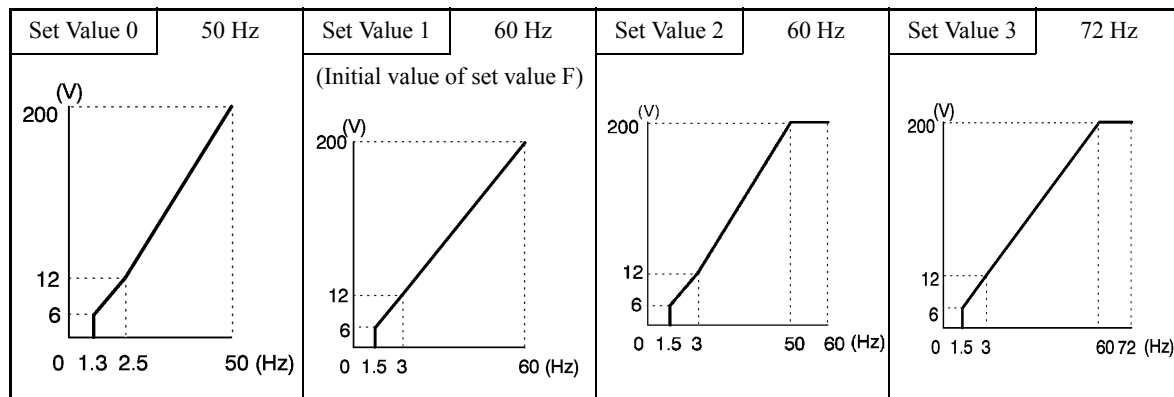 Set Value 0 50 Hz
(V)
200
12
6
0 1.3 2.5 50 (Hz)
Set Value 1 60 Hz
(Initial value of set value F)
(V)
200
12
6
0 1.5 3 60 (Hz)
Set Value 2 60 Hz
(V)
200
12
6
0 1.5 3 50 60 (Hz)
Set Value 3 72 Hz
(V)
200
12
6
0 1.5 3 60 72 (Hz)